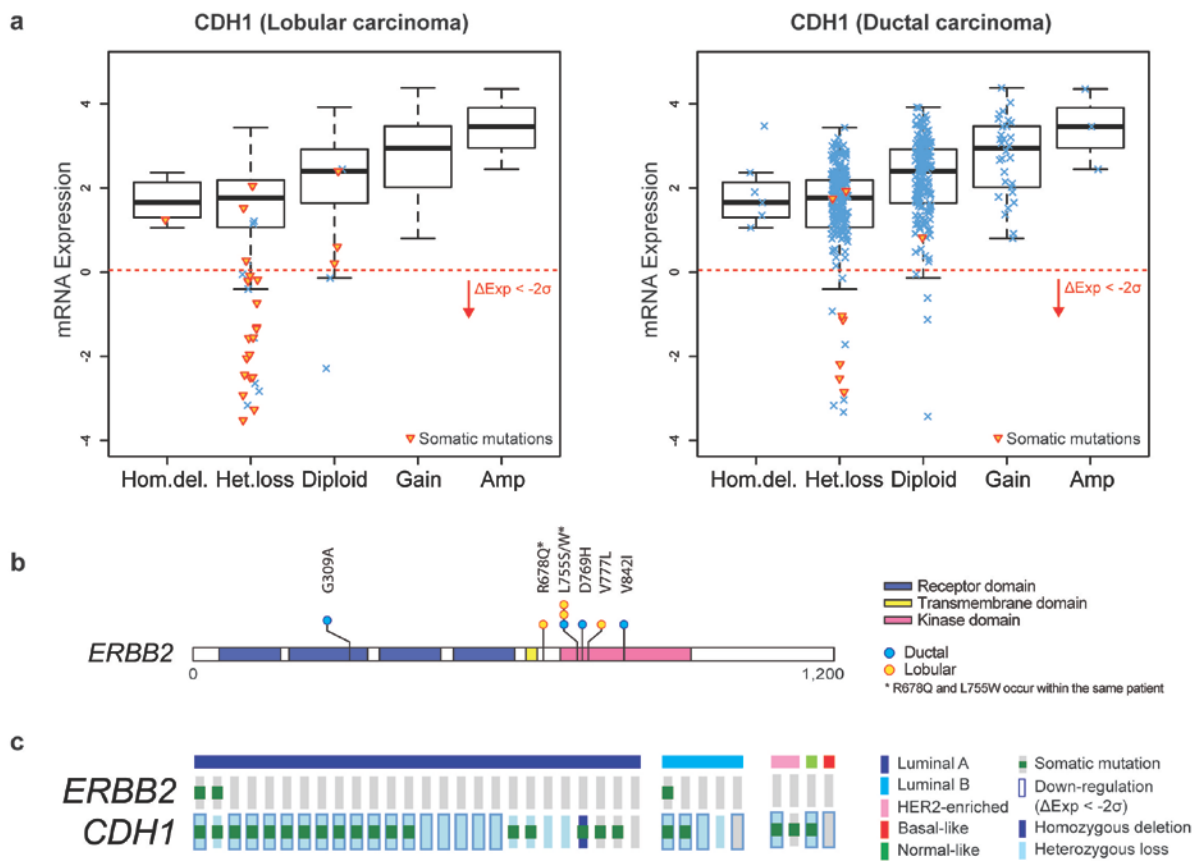 a
CDH1 (Lobular carcinoma)
mRNA Expression
4
2
0
-2
-4
ΔExp < -2σ
Somatic mutations
Hom.del. Het.loss Diploid Gain Amp
CDH1 (Ductal carcinoma)
mRNA Expression
4
2
0
-2
-4
ΔExp < -2σ
Somatic mutations
Hom.del. Het.loss Diploid Gain Amp
b
G309A
R678Q*
L755S/W*
D769H
V777L
V842I
ERBB2
0
1,200
Receptor domain
Transmembrane domain
Kinase domain
Ductal
Lobular
* R678Q and L755W occur within the same patient
c
ERBB2
CDH1
Luminal A
Luminal B
HER2-enriched
Basal-like
Normal-like
Somatic mutation
Down-regulation
(ΔExp < -2σ)
Homozygous deletion
Heterozygous loss